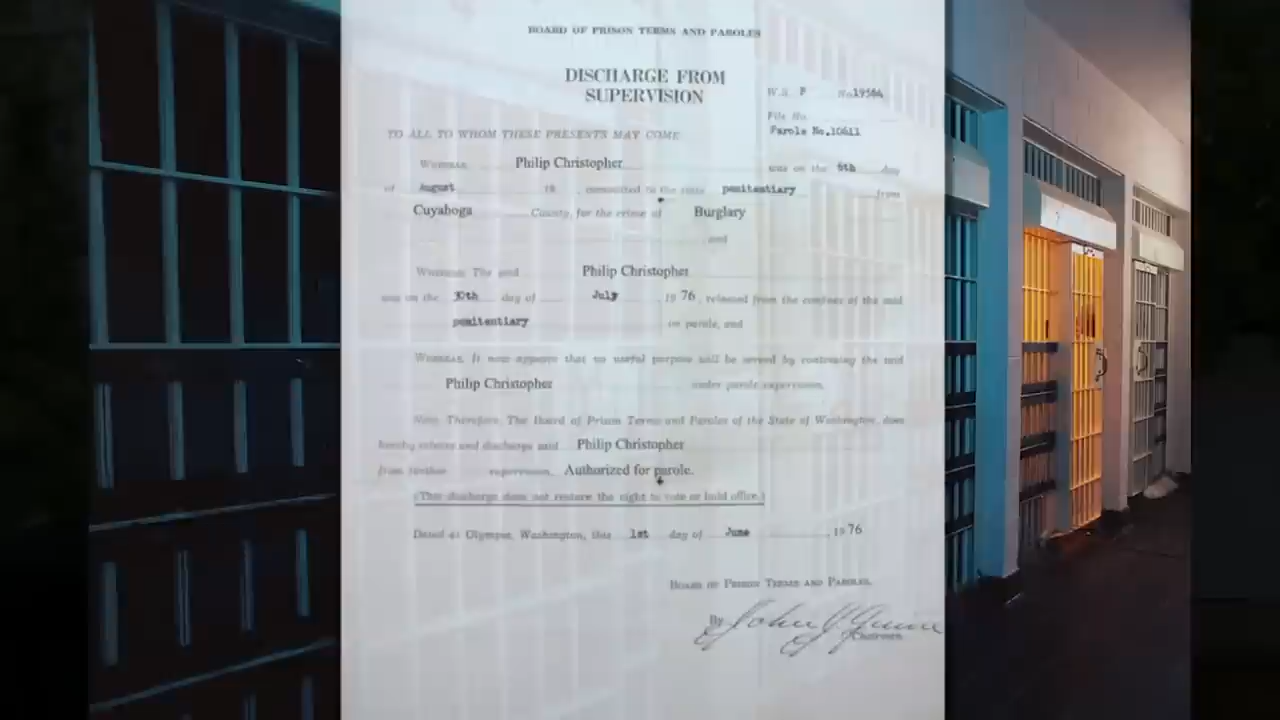 BOARD OF PRISON TERMS AND PAROLES
DISCHARGE FROM
SUPERVISION
W.S. P No.19584
File No.
Parole No.10611
TO ALL TO WHOM THESE PRESENTS MAY COME
WHEREAS, Philip Christopher was on the 6th day
of August 19 , committed to the state penitentiary from
Cuyahoga County, for the crime of Burglary
and
WHEREAS, The said Philip Christopher
was on the day of July , 19 76 , released from the confines of the said
penitentiary on parole, and
WHEREAS, It now appears that no useful purpose will be served by continuing the said
Philip Christopher under parole supervision,
Now, Therefore, The Board of Prison Terms and Paroles of the State of Washington, does
hereby release and discharge said Philip Christopher
from further supervision. Authorized for parole.
(This discharge does not restore the right to vote or hold office.)
Dated at Olympia, Washington, this 1st day of June , 19 76
BOARD OF PRISON TERMS AND PAROLES,
By John J. Quinn
Chairman